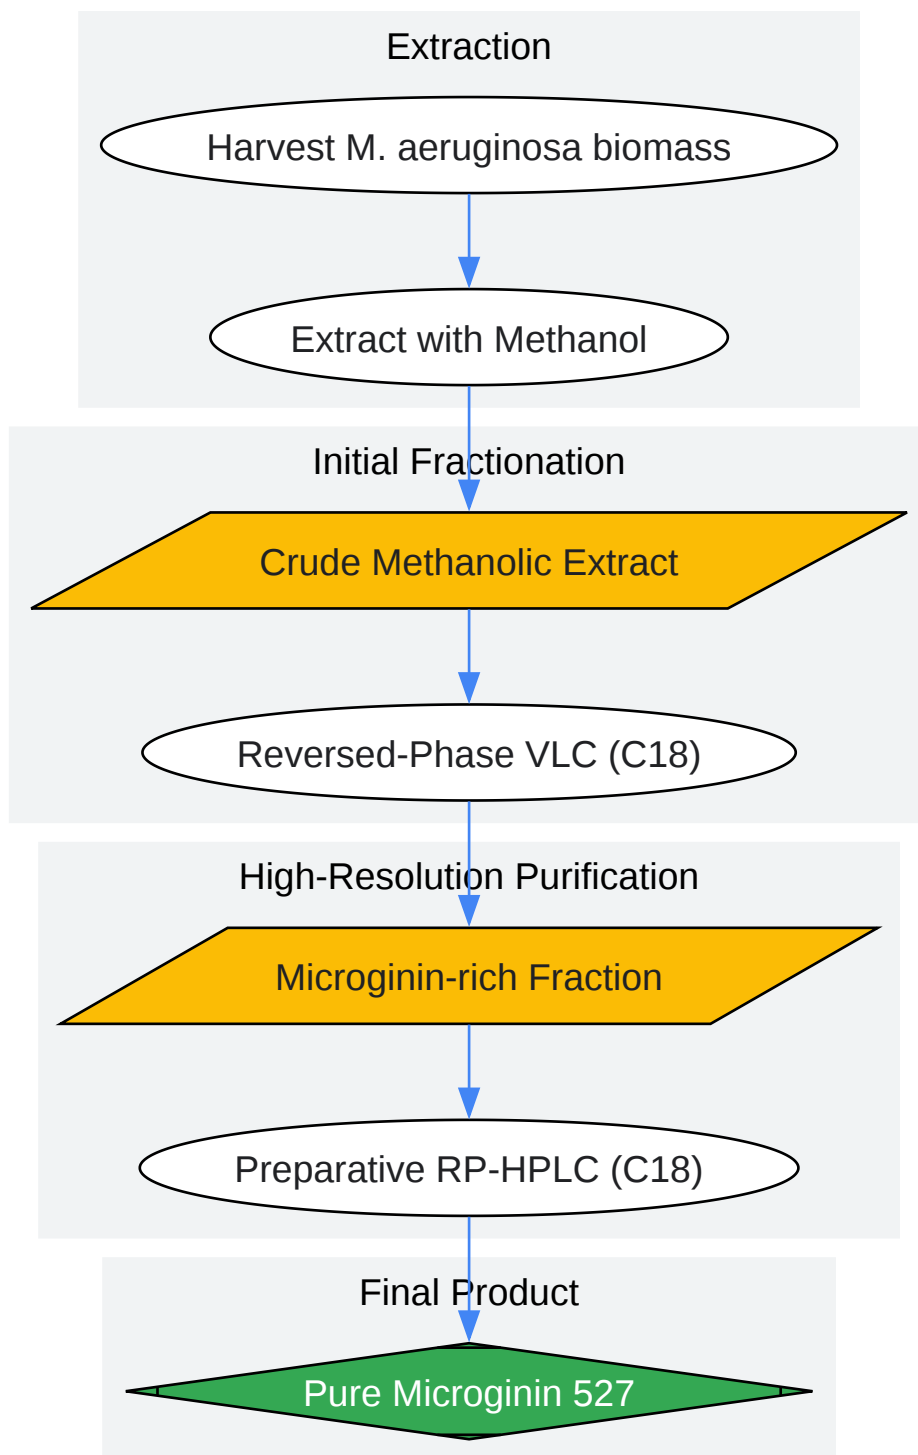 Extraction
Harvest M. aeruginosa biomass
Extract with Methanol
Initial Fractionation
Crude Methanolic Extract
Reversed-Phase VLC (C18)
High-Resolution Purification
Microginin-rich Fraction
Preparative RP-HPLC (C18)
Final Product
Pure Microginin 527